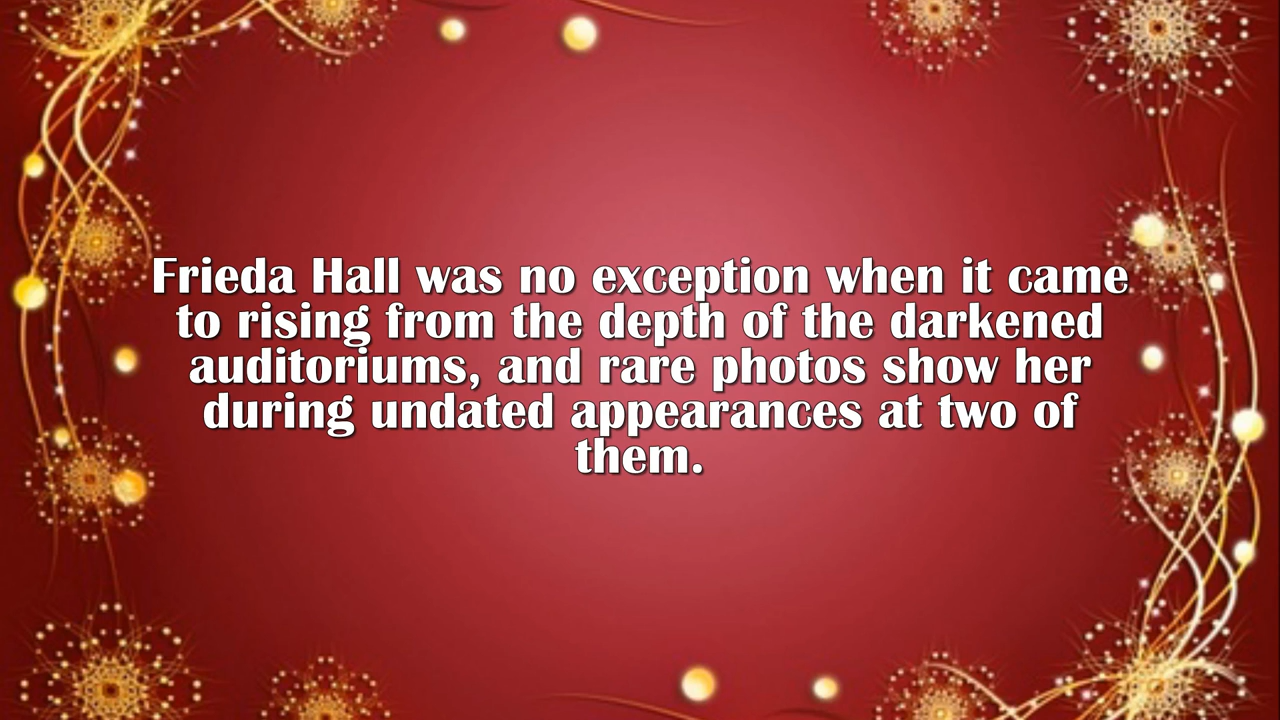 Frieda Hall was no exception when it came
to rising from the depth of the darkened
auditoriums, and rare photos show her
during undated appearances at two of
them.